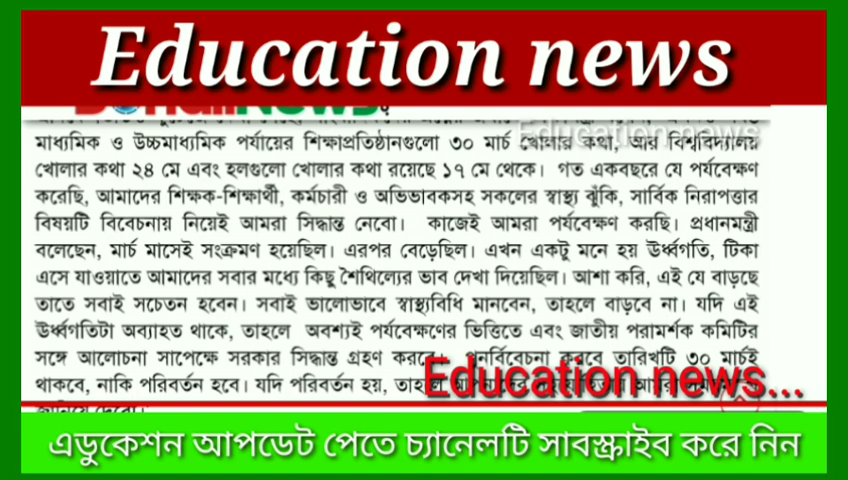 Education news
News
Education news
মাধ্যমিক ও উচ্চমাধ্যমিক পর্যায়ের শিক্ষাপ্রতিষ্ঠানগুলো ৩০ মার্চ খোলার কথা, আর বিশ্ববিদ্যালয়
খোলার কথা ২৪ মে এবং হলগুলো খোলার কথা রয়েছে ১৭ মে থেকে। গত একবছরে যে পর্যবেক্ষণ
করেছি, আমাদের শিক্ষক-শিক্ষার্থী, কর্মচারী ও অভিভাবকসহ সকলের স্বাস্থ্য ঝুঁকি, সার্বিক নিরাপত্তার
বিষয়টি বিবেচনায় নিয়েই আমরা সিদ্ধান্ত নেবো। কাজেই আমরা পর্যবেক্ষণ করছি। প্রধানমন্ত্রী
বলেছেন, মার্চ মাসেই সংক্রমণ হয়েছিল। এরপর বেড়েছিল। এখন একটু মনে হয় উর্ধ্বগতি, টিকা
এসে যাওয়াতে আমাদের সবার মধ্যে কিছু শৈথিল্যের ভাব দেখা দিয়েছিল। আশা করি, এই যে বাড়ছে
তাতে সবাই সচেতন হবেন। সবাই ভালোভাবে স্বাস্থ্যবিধি মানবেন, তাহলে বাড়বে না। যদি এই
উর্ধ্বগতিটা অব্যাহত থাকে, তাহলে অবশ্যই পর্যবেক্ষণের ভিত্তিতে এবং জাতীয় পরামর্শক কমিটির
সঙ্গে আলোচনা সাপেক্ষে সরকার সিদ্ধান্ত গ্রহণ করবে। পুনর্বিবেচনা করবে তারিখটি ৩০ মার্চই
থাকবে, নাকি পরিবর্তন হবে। যদি পরিবর্তন হয়, তাহলে
Education news...
জানিয়ে দেবো।
এডুকেশন আপডেট পেতে চ্যানেলটি সাবস্ক্রাইব করে নিন